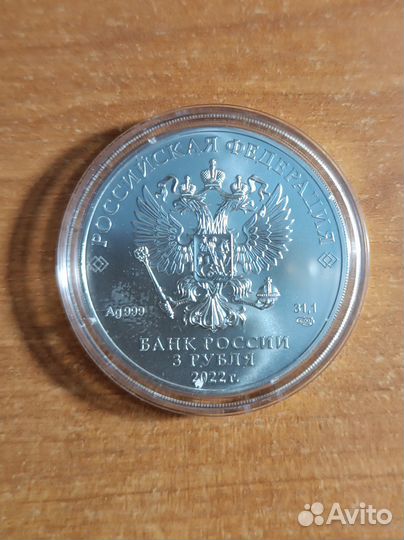 РОССИЙСКАЯ ФЕДЕРАЦИЯ
Ag 999
31,1
БАНК РОССИИ
3 РУБЛЯ
2022 г.
Avito